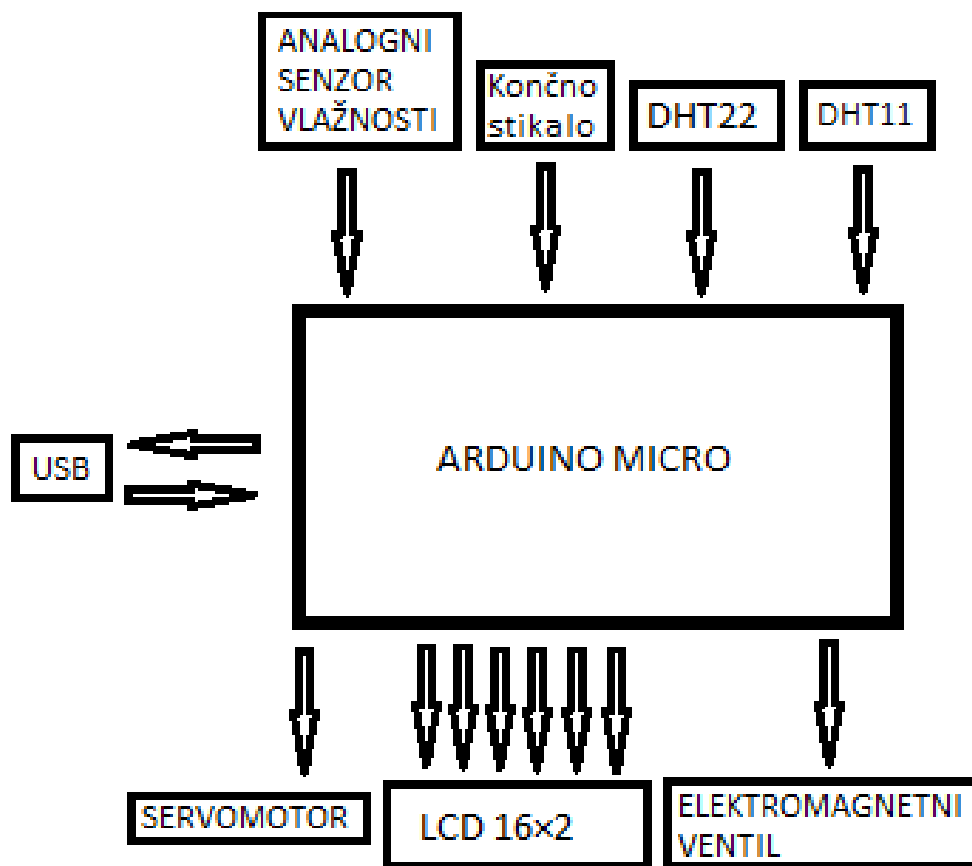 ANALOGNI
SENZOR
VLAŽNOSTI
Končno
stikalo
DHT22
DHT11
USB
ARDUINO MICRO
SERVOMOTOR
LCD 16×2
ELEKTROMAGNETNI
VENTIL